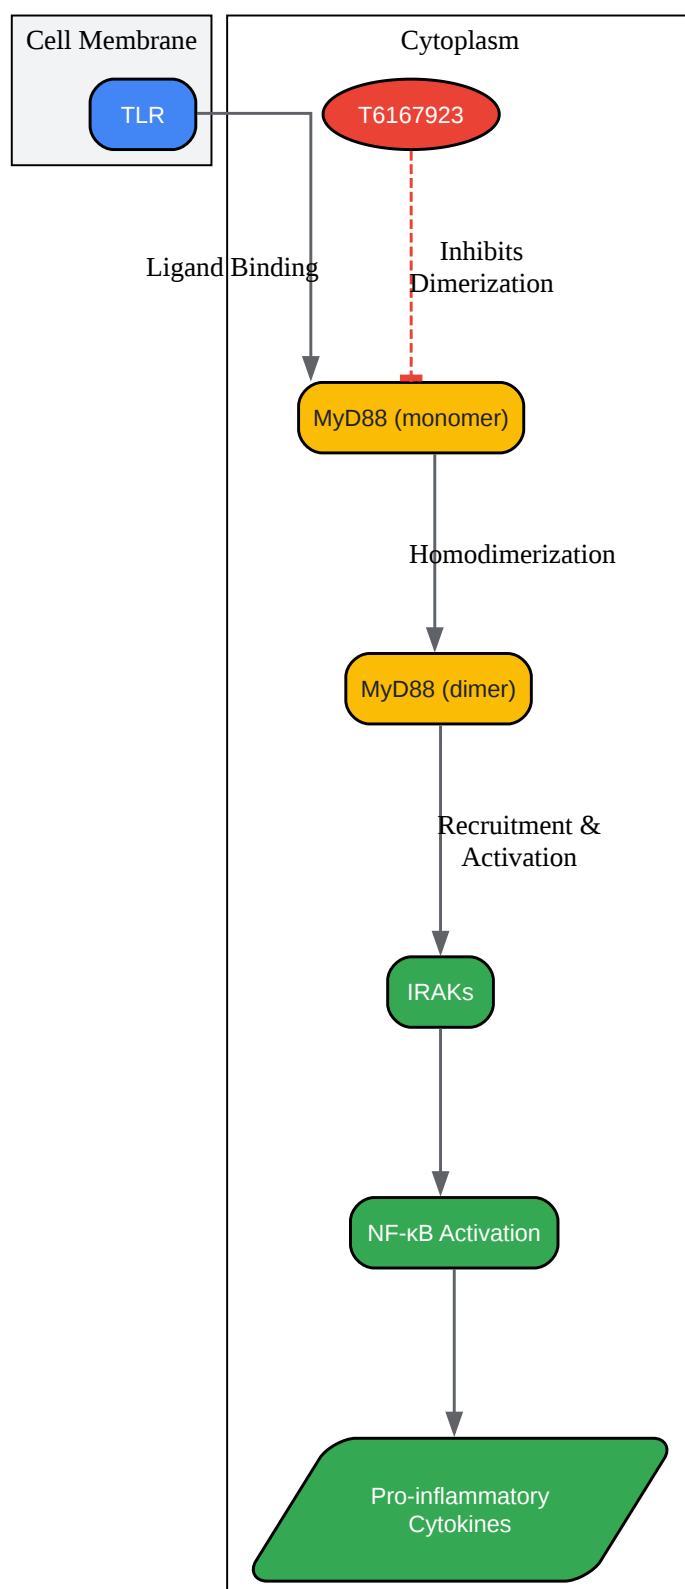 Cell Membrane
Cytoplasm
TLR
T6167923
Ligand Binding
Inhibits
Dimerization
MyD88 (monomer)
Homodimerization
MyD88 (dimer)
Recruitment &
Activation
IRAKs
NF-κB Activation
Pro-inflammatory
Cytokines